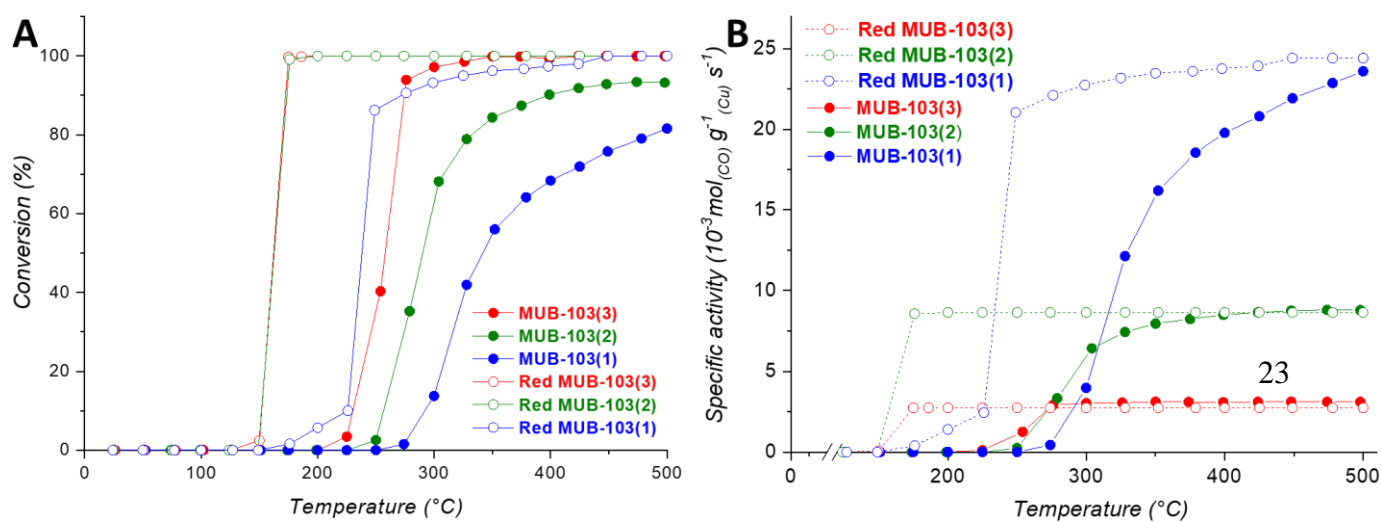 A
100
80
60
40
20
0
Conversion (%)
MUB-103(3)
MUB-103(2)
MUB-103(1)
Red MUB-103(3)
Red MUB-103(2)
Red MUB-103(1)
0 100 200 300 400 500
Temperature (°C)
B
Red MUB-103(3)
Red MUB-103(2)
Red MUB-103(1)
MUB-103(3)
MUB-103(2)
MUB-103(1)
25
20
15
10
5
0
Specific activity (10⁻³ mol(CO) g⁻¹(Cu) s⁻¹)
23
0 200 300 400 500
Temperature (°C)